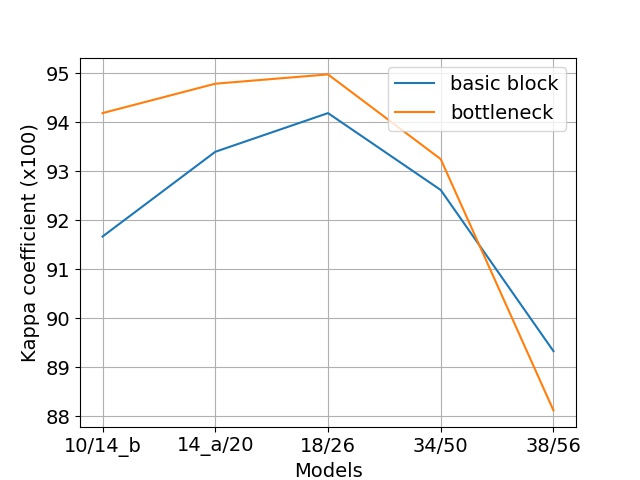 basic block
bottleneck
95
94
93
92
91
90
89
88
Kappa coefficient (x100)
10/14_b 14_a/20 18/26 34/50 38/56
Models